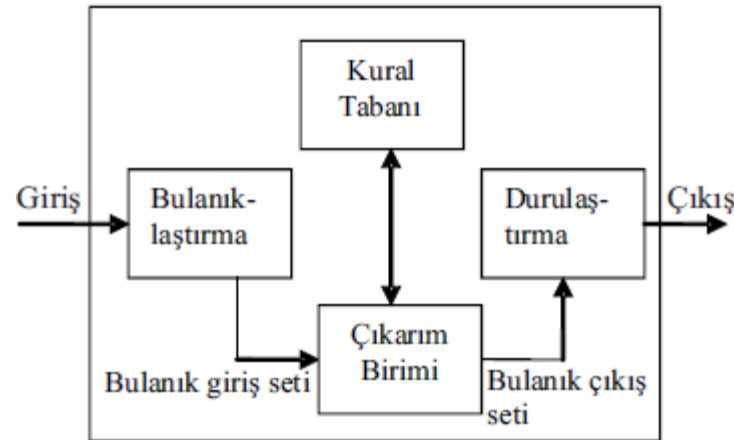 Kural
Tabanı
Giriş
Bulanık-
laştırma
Durulaş-
tırma
Çıkış
Çıkarım
Birimi
Bulanık giriş seti
Bulanık çıkış
seti